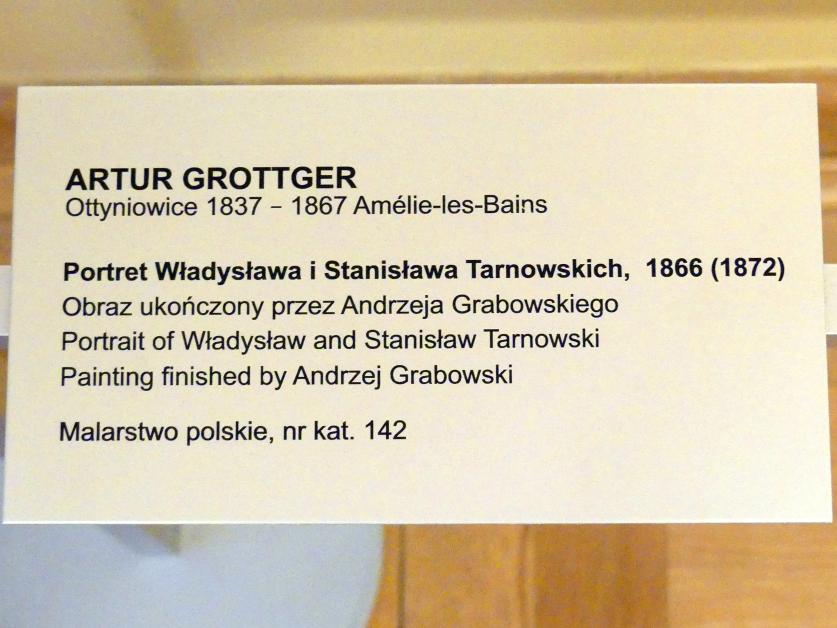 ARTUR GROTTGER
Ottyniowice 1837 – 1867 Amélie-les-Bains
Portret Władysława i Stanisława Tarnowskich, 1866 (1872)
Obraz ukończony przez Andrzeja Grabowskiego
Portrait of Władysław and Stanisław Tarnowski
Painting finished by Andrzej Grabowski
Malarstwo polskie, nr kat. 142